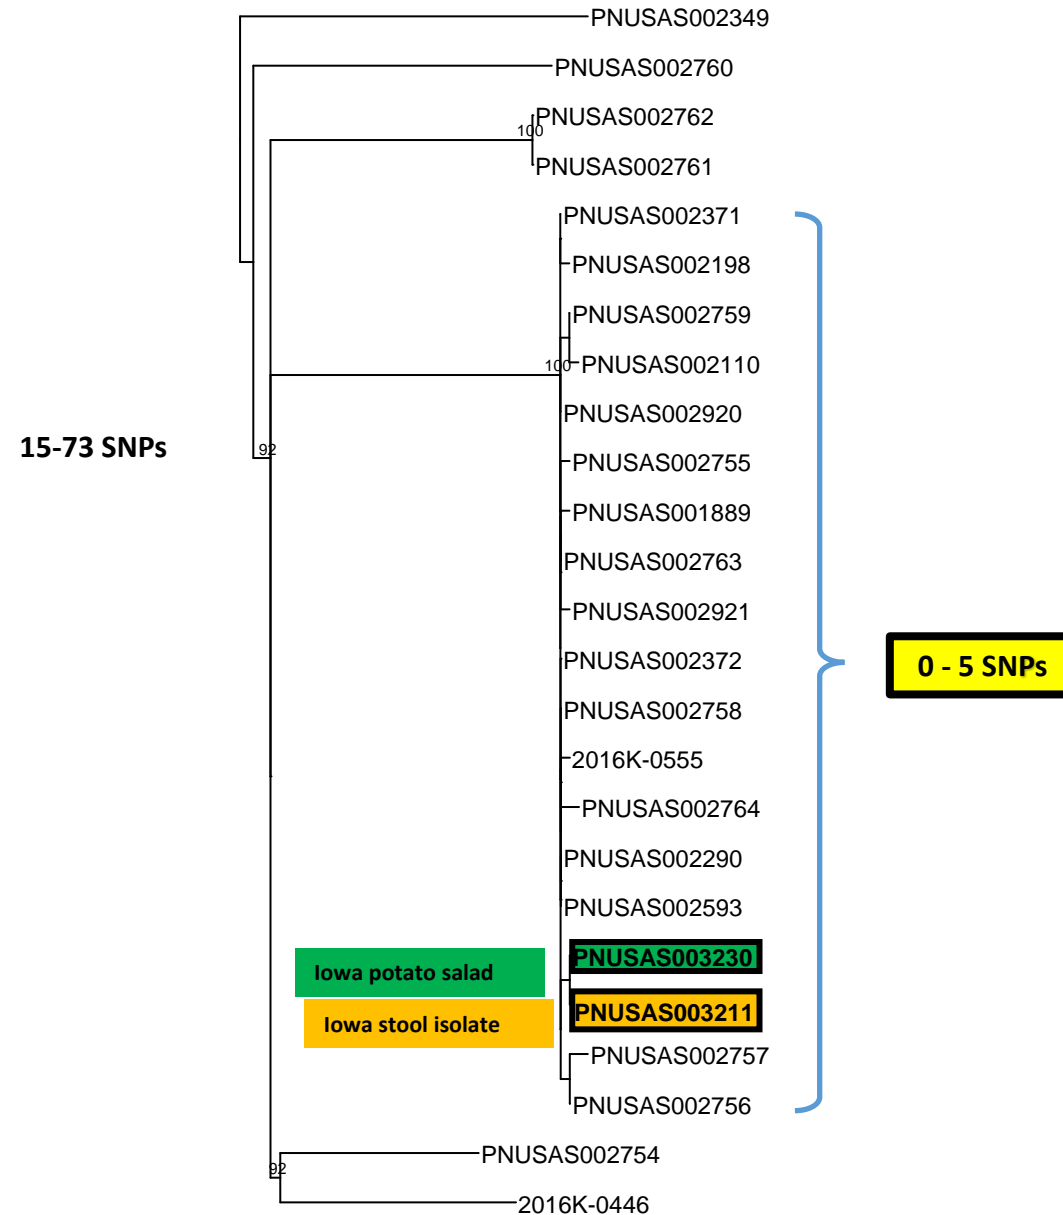 PNUSAS002349
PNUSAS002760
PNUSAS002762
100
PNUSAS002761
PNUSAS002371
PNUSAS002198
PNUSAS002759
100
PNUSAS002110
PNUSAS002920
15-73 SNPs
92
PNUSAS002755
PNUSAS001889
PNUSAS002763
PNUSAS002921
PNUSAS002372
0 - 5 SNPs
PNUSAS002758
2016K-0555
PNUSAS002764
PNUSAS002290
PNUSAS002593
Iowa potato salad
PNUSAS003230
Iowa stool isolate
PNUSAS003211
PNUSAS002757
PNUSAS002756
PNUSAS002754
92
2016K-0446